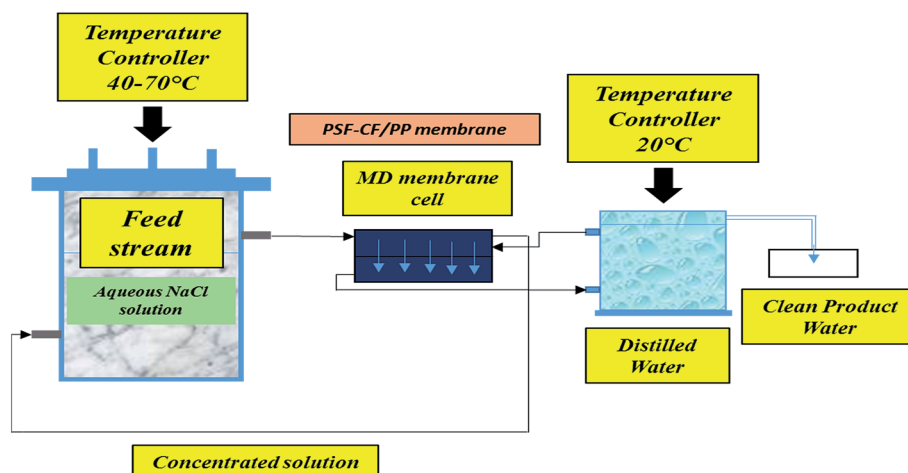 Temperature
Controller
40-70°C
Temperature
Controller
20°C
PSF-CF/PP membrane
MD membrane
cell
Feed
stream
Aqueous NaCl
solution
Clean Product
Water
Distilled
Water
Concentrated solution